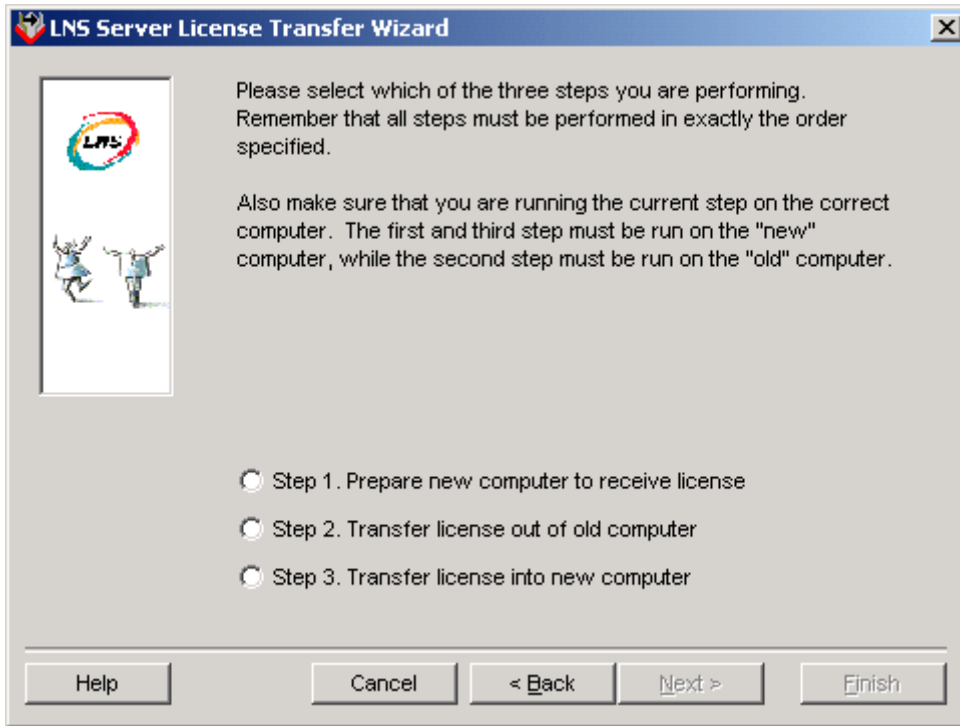 LNS Server License Transfer Wizard
LNS
Please select which of the three steps you are performing.
Remember that all steps must be performed in exactly the order
specified.
Also make sure that you are running the current step on the correct
computer.  The first and third step must be run on the "new"
computer, while the second step must be run on the "old" computer.
Step 1. Prepare new computer to receive license
Step 2. Transfer license out of old computer
Step 3. Transfer license into new computer
Help
Cancel
< Back
Next >
Finish